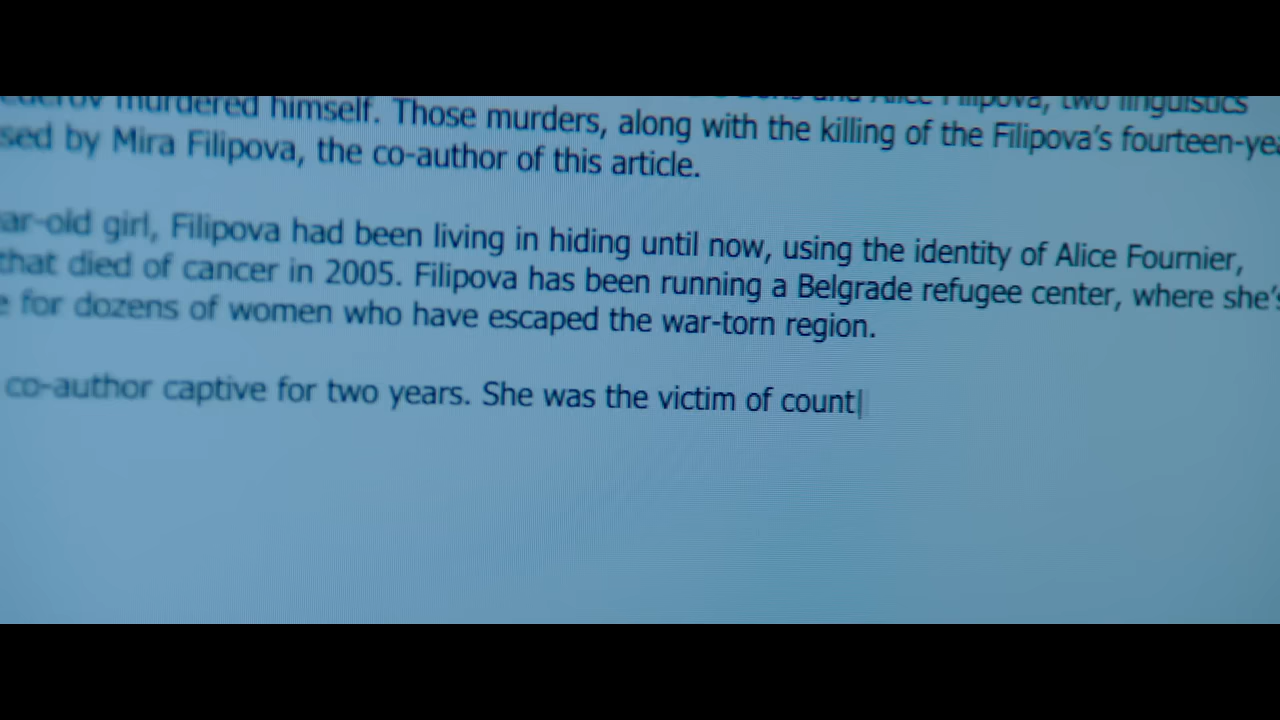 murdered himself. Those murders, along with the killing of the Filipova's fourteen-yea
sed by Mira Filipova, the co-author of this article.
ar-old girl, Filipova had been living in hiding until now, using the identity of Alice Fournier,
that died of cancer in 2005. Filipova has been running a Belgrade refugee center, where she's
e for dozens of women who have escaped the war-torn region.
co-author captive for two years. She was the victim of count